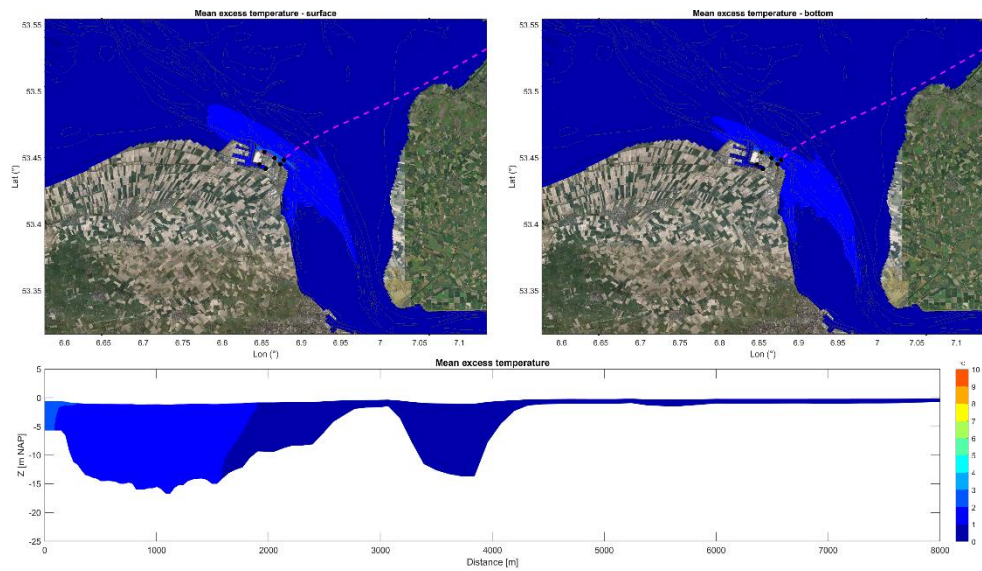 Mean excess temperature - surface
53.55
53.5
53.45
53.4
53.35
Lat (°)
6.6 6.65 6.7 6.75 6.8 6.85 6.9 6.95 7 7.05 7.1
Lon (°)
Mean excess temperature - bottom
53.55
53.5
53.45
53.4
53.35
Lat (°)
6.6 6.65 6.7 6.75 6.8 6.85 6.9 6.95 7 7.05 7.1
Lon (°)
Mean excess temperature
5
0
-5
-10
-15
-20
-25
Z [m NAP]
0 1000 2000 3000 4000 5000 6000 7000 8000
Distance [m]
10
9
8
7
6
5
4
3
2
1
0